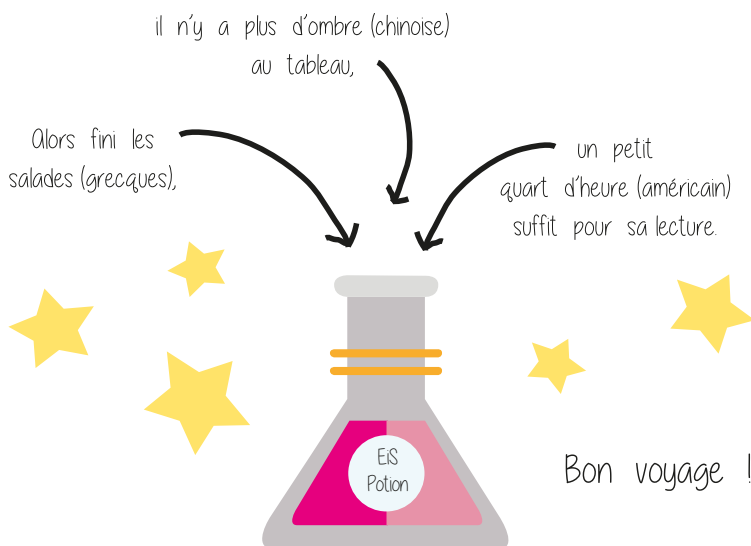 il n'y a plus d'ombre (chinoise)
au tableau,
Alors fini les
salades (grecques),
un petit
quart d'heure (américain)
suffit pour sa lecture.
EiS
Potion
Bon voyage !